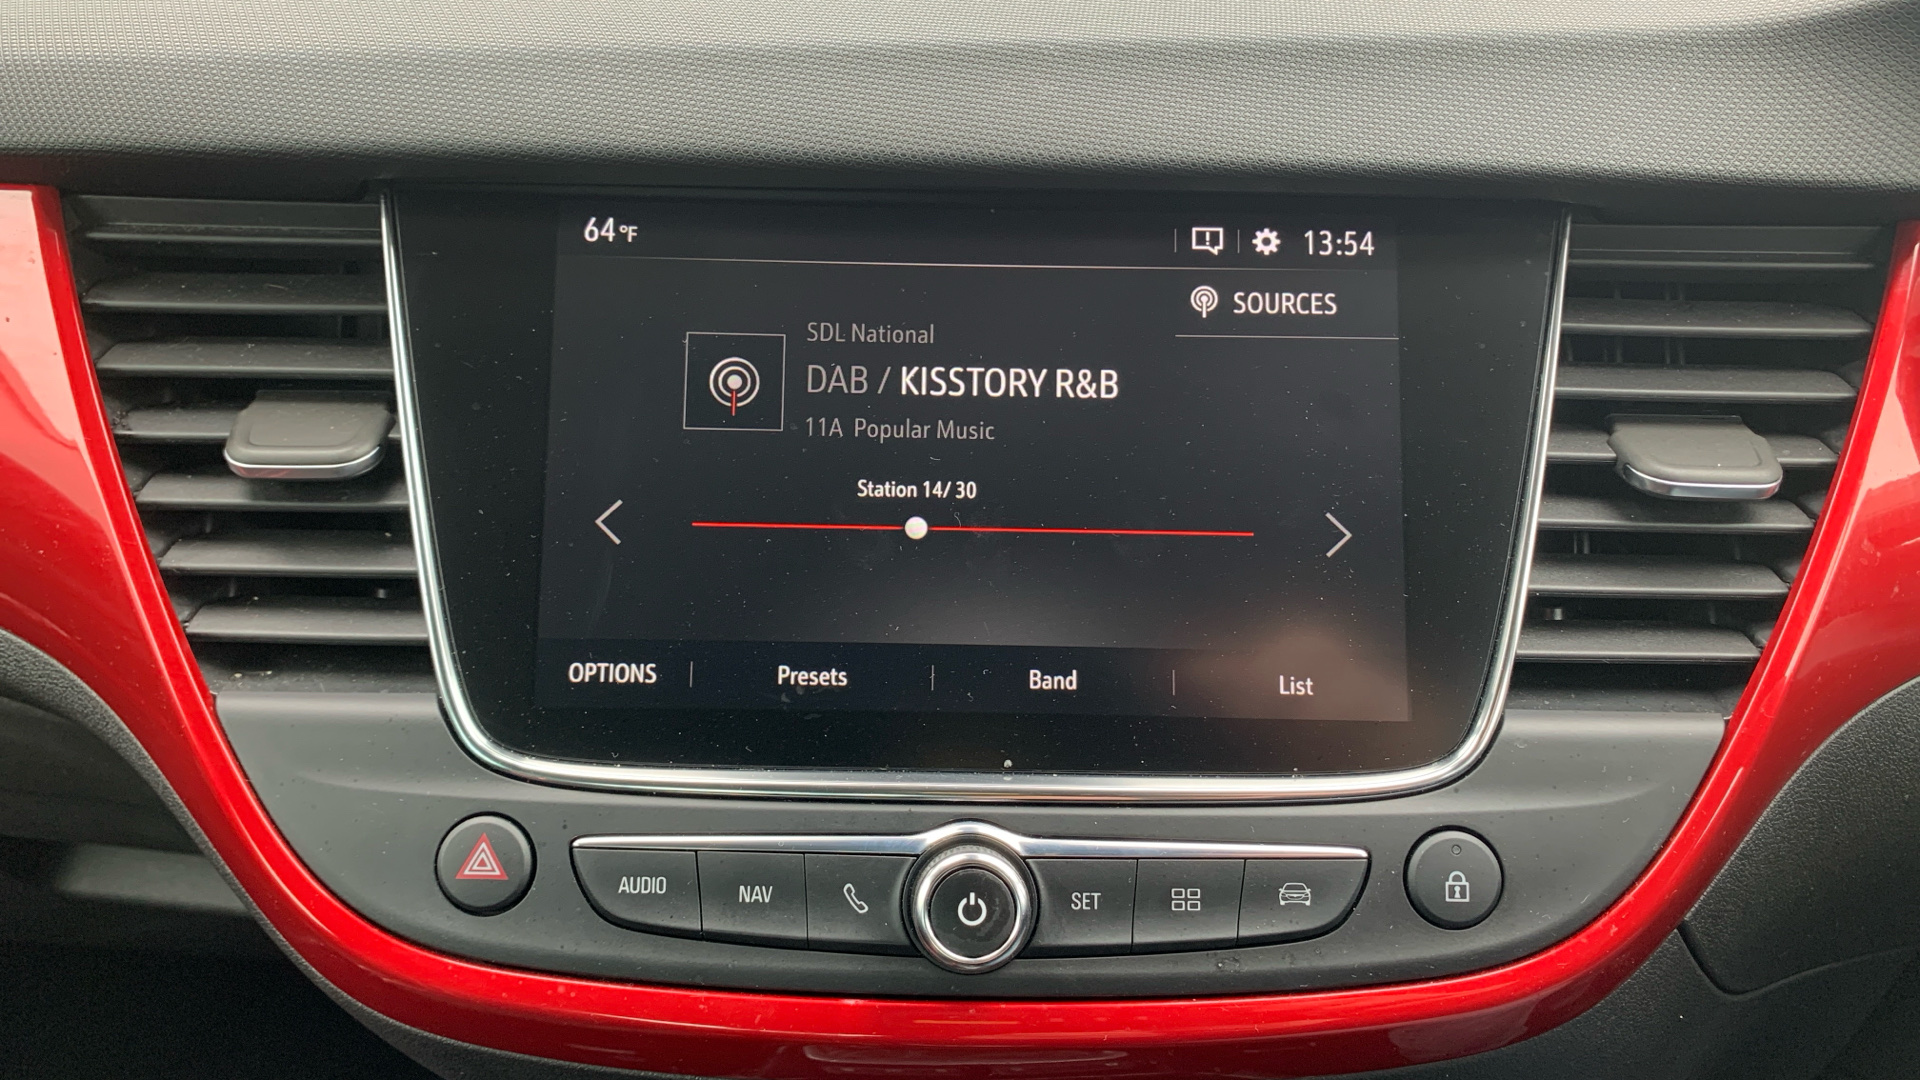 64°F
13:54
SOURCES
SDL National
DAB / KISSTORY R&B
11A Popular Music
Station 14/ 30
OPTIONS
Presets
Band
List
AUDIO
NAV
SET